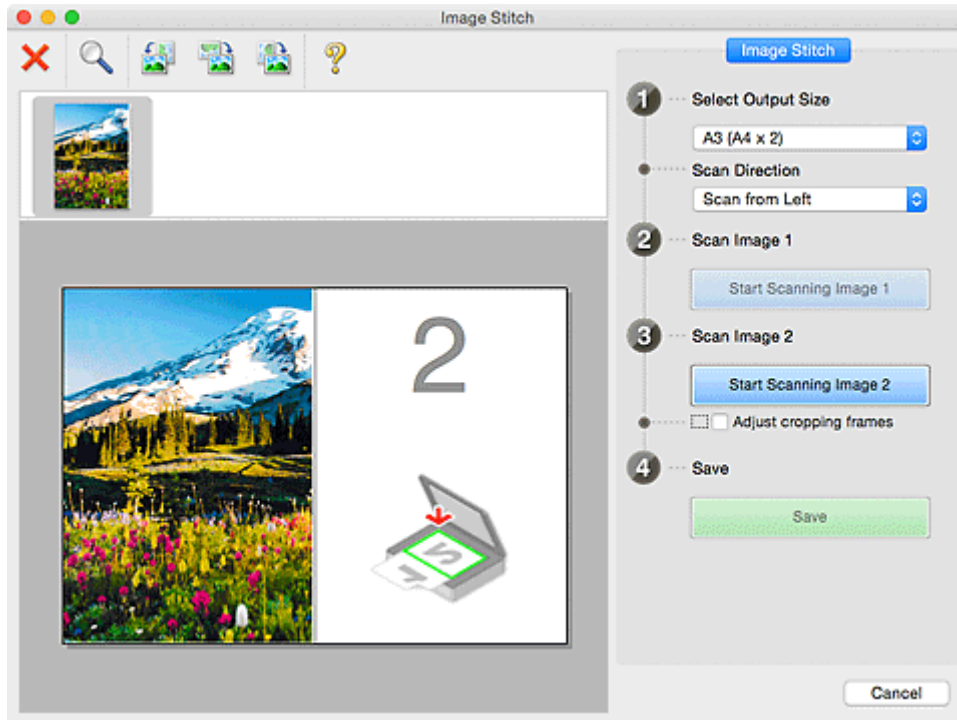 Image Stitch
Image Stitch
1 Select Output Size
A3 (A4 x 2)
Scan Direction
Scan from Left
2 Scan Image 1
Start Scanning Image 1
3 Scan Image 2
Start Scanning Image 2
Adjust cropping frames
4 Save
Save
2
Cancel